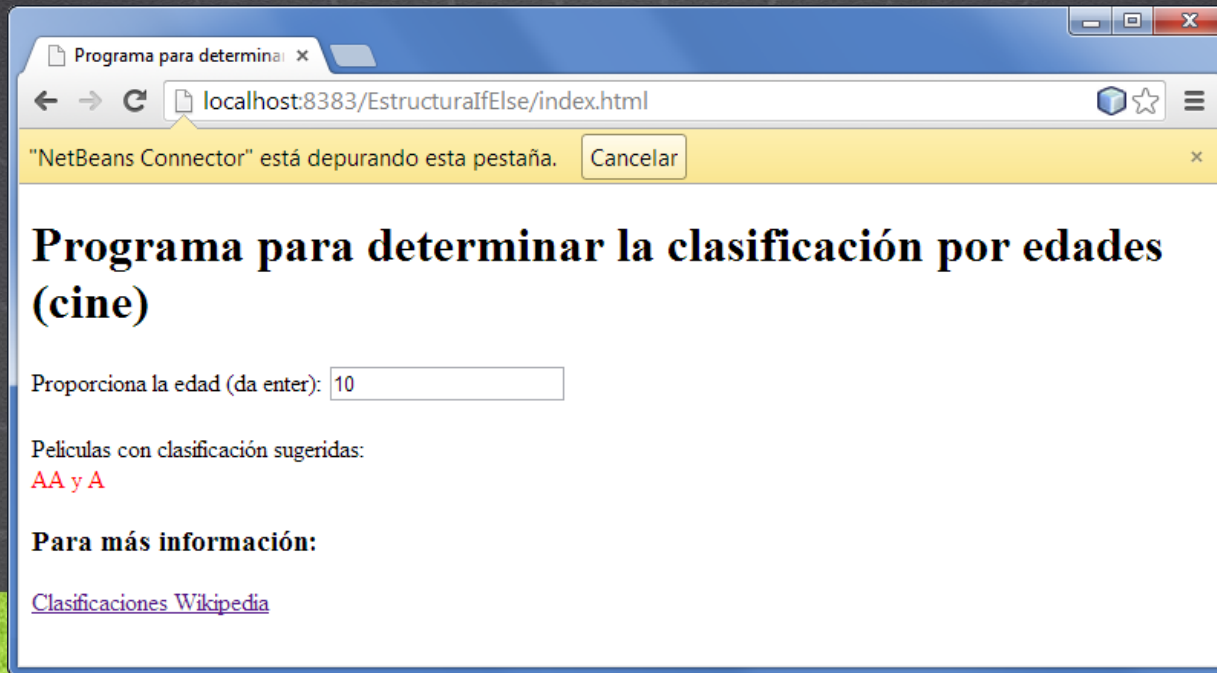 Programa para determina
localhost:8383/EstructuraIfElse/index.html
"NetBeans Connector" está depurando esta pestaña. Cancelar
Programa para determinar la clasificación por edades
(cine)
Proporciona la edad (da enter): 10
Peliculas con clasificación sugeridas:
AA y A
Para más información:
Clasificaciones Wikipedia